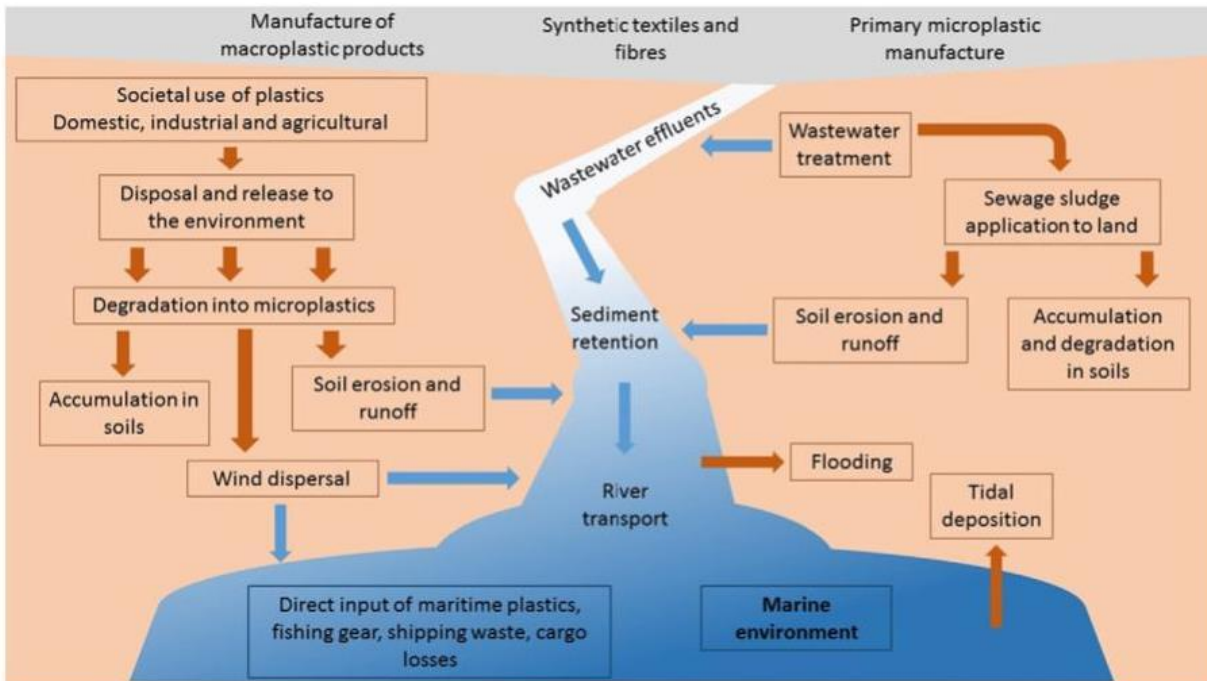 Manufacture of
macroplastic products
Synthetic textiles and
fibres
Primary microplastic
manufacture
Societal use of plastics
Domestic, industrial and agricultural
Disposal and release to
the environment
Degradation into microplastics
Accumulation in
soils
Soil erosion and
runoff
Wind dispersal
Wastewater effluents
Sediment
retention
River
transport
Wastewater
treatment
Sewage sludge
application to land
Soil erosion and
runoff
Accumulation
and degradation
in soils
Flooding
Tidal
deposition
Direct input of maritime plastics,
fishing gear, shipping waste, cargo
losses
Marine
environment